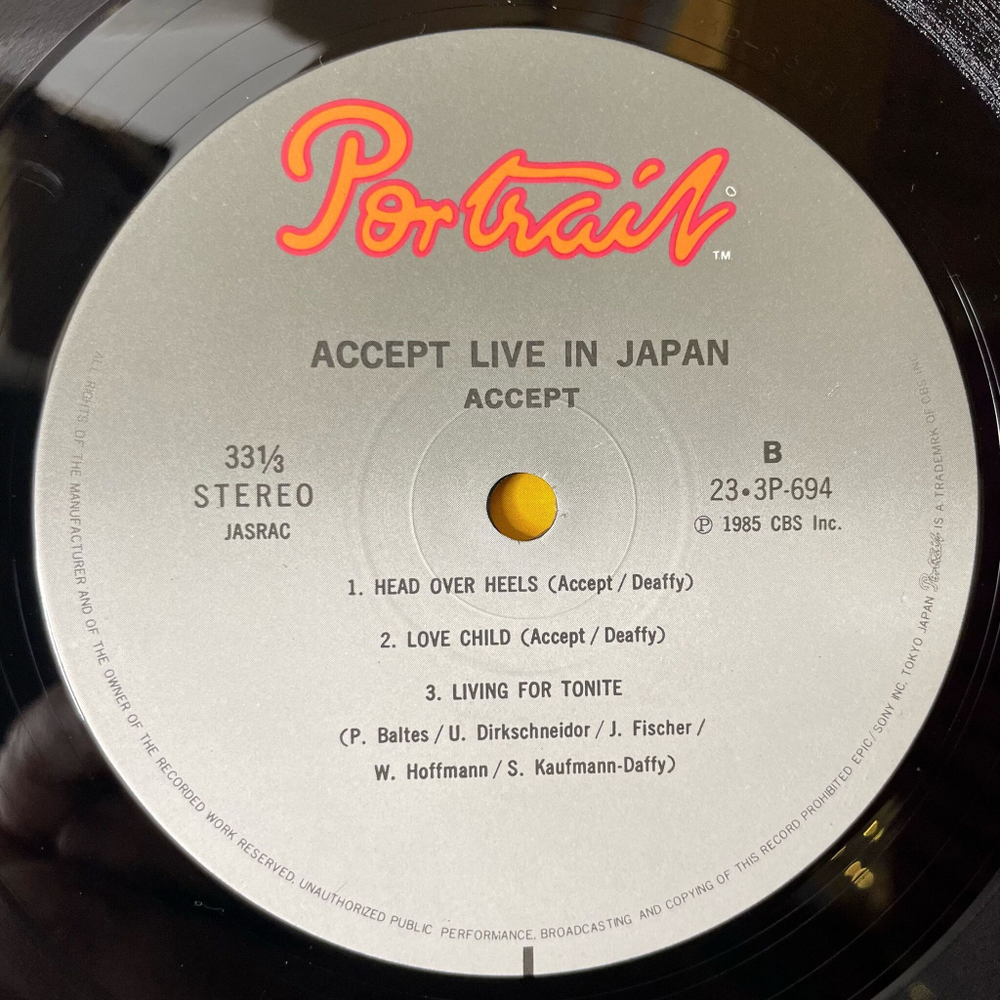 Portrait
T.M.
ACCEPT LIVE IN JAPAN
ACCEPT
33⅓
STEREO
JASRAC
B
23•3P-694
Ⓟ 1985 CBS Inc.
1. HEAD OVER HEELS (Accept / Deaffy)
2. LOVE CHILD (Accept / Deaffy)
3. LIVING FOR TONITE
(P. Baltes / U. Dirkschneidor / J. Fischer /
W. Hoffmann / S. Kaufmann-Daffy)
ALL RIGHTS OF THE MANUFACTURER AND OF THE OWNER OF THE RECORDED WORK RESERVED. UNAUTHORIZED PUBLIC PERFORMANCE, BROADCASTING AND COPYING OF THIS RECORD PROHIBITED EPIC/SONY INC. TOKYO JAPAN Portrait IS A TRADEMRK OF CBS INC.